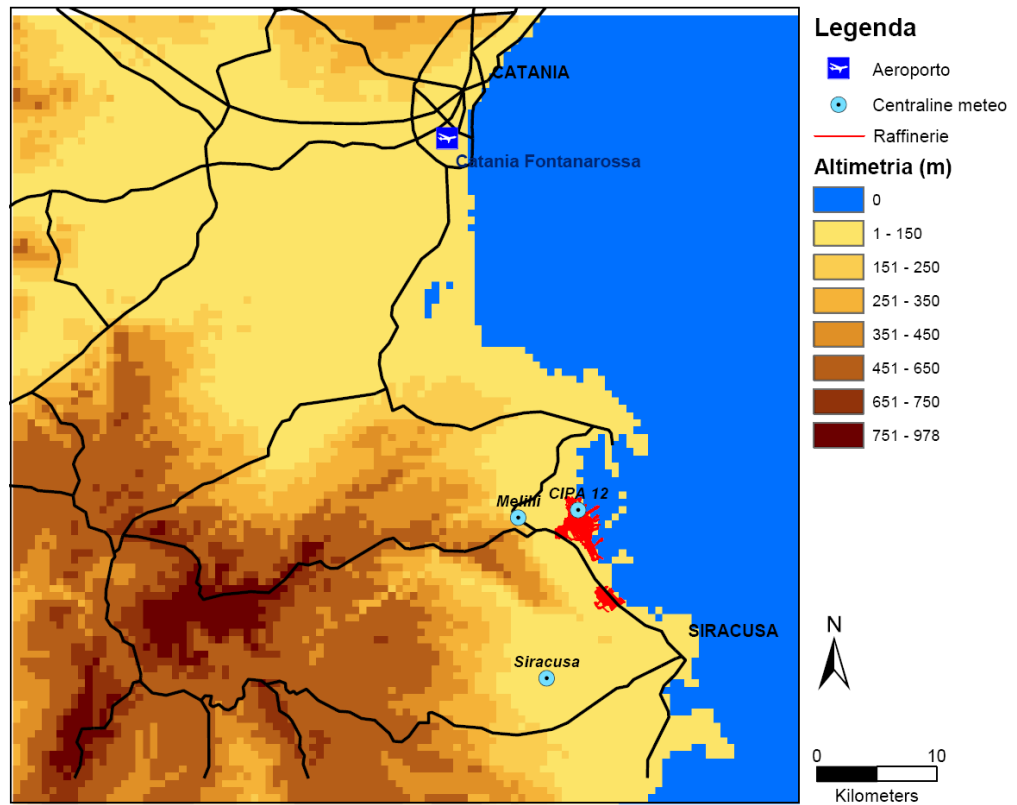 CATANIA
Catania Fontanarossa
Melilli
CIPA 12
SIRACUSA
Siracusa
Legenda
Aeroporto
Centraline meteo
Raffinerie
Altimetria (m)
0
1 - 150
151 - 250
251 - 350
351 - 450
451 - 650
651 - 750
751 - 978
N
0 10
Kilometers